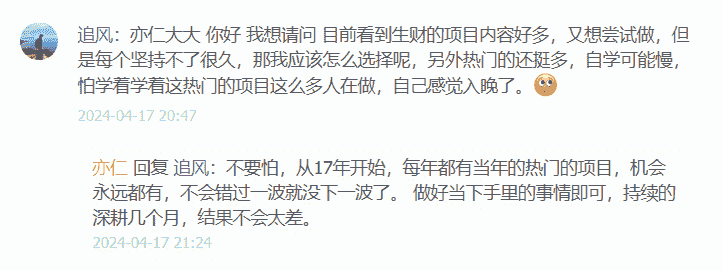 追风：亦仁大大 你好 我想请问 目前看到生财的项目内容好多，又想尝试做，但
是每个坚持不了很久，那我应该怎么选择呢，另外热门的还挺多，自学可能慢，
怕学着学着这热门的项目这么多人在做，自己感觉入晚了。🥺
2024-04-17 20:47
亦仁 回复 追风：不要怕，从17年开始，每年都有当年的热门的项目，机会
永远都有，不会错过一波就没下一波了。 做好当下手里的事情即可，持续的
深耕几个月，结果不会太差。
2024-04-17 21:24